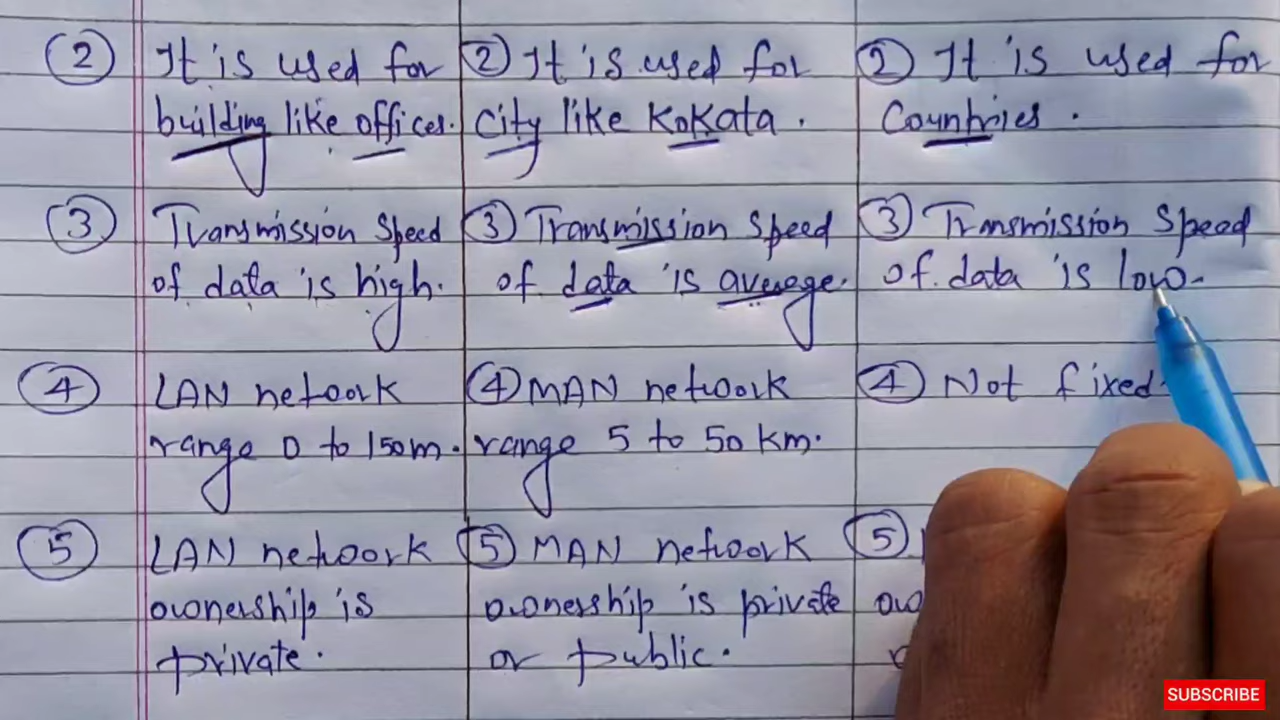 ② It is used for
building like offices.
② It is used for
city like KoKata.
② It is used for
Countries.
③ Transmission Speed
of data is high.
③ Transmission Speed
of data is average.
③ Transmission Speed
of data is low.
④ LAN network
range 0 to 150m.
④ MAN network
range 5 to 50 km.
④ Not fixed.
⑤ LAN network
ownership is
private.
⑤ MAN network
ownership is private
or public.
⑤
SUBSCRIBE